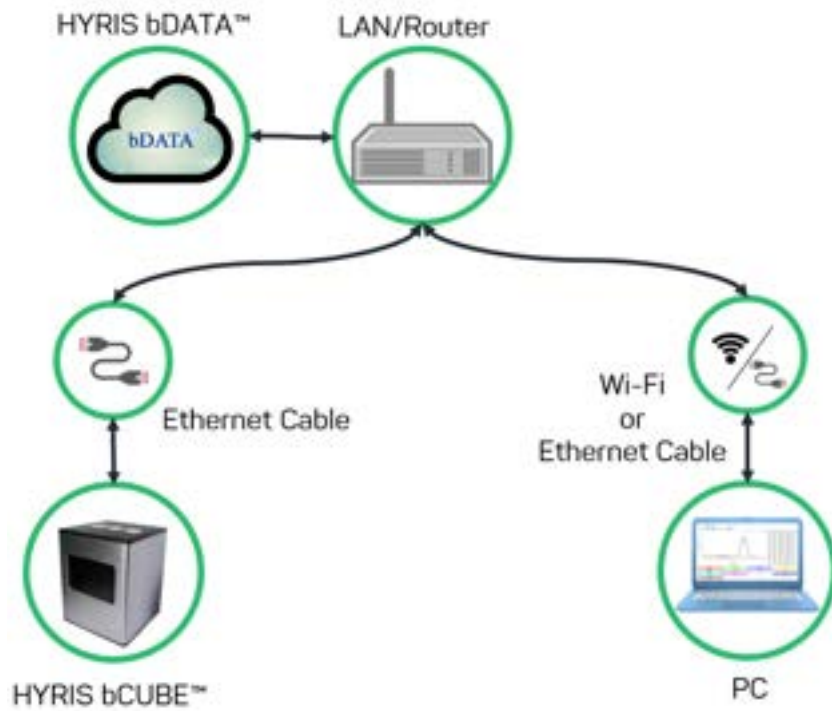 HYRIS bDATA™
LAN/Router
bDATA
Ethernet Cable
Wi-Fi
or
Ethernet Cable
HYRIS bCUBE™
PC